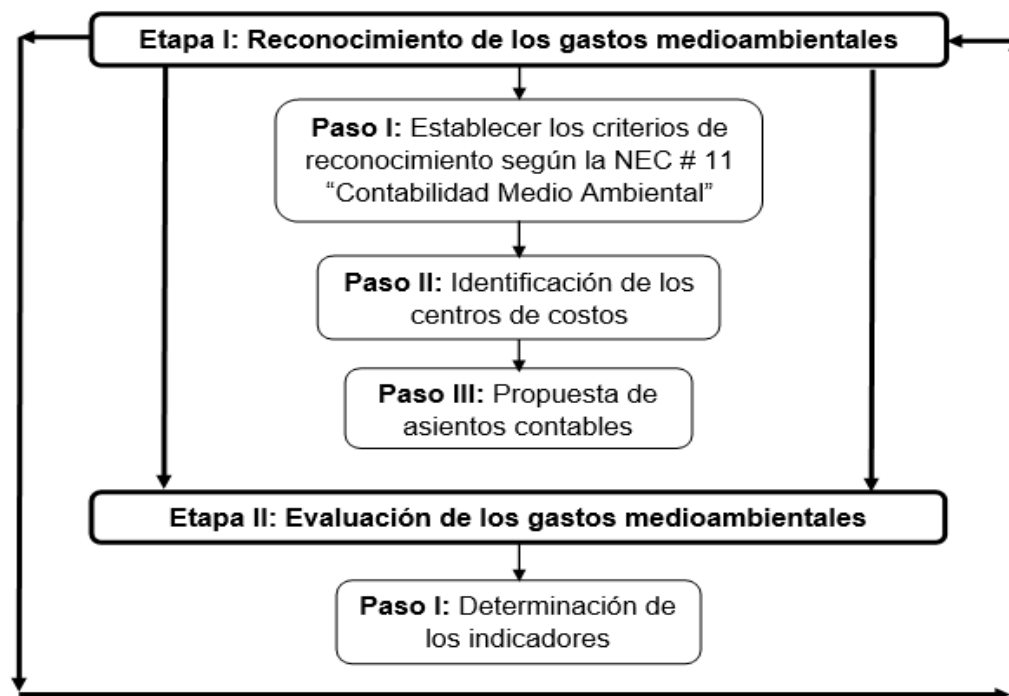 Etapa I: Reconocimiento de los gastos medioambientales
Paso I: Establecer los criterios de
reconocimiento según la NEC # 11
“Contabilidad Medio Ambiental”
Paso II: Identificación de los
centros de costos
Paso III: Propuesta de
asientos contables
Etapa II: Evaluación de los gastos medioambientales
Paso I: Determinación de
los indicadores